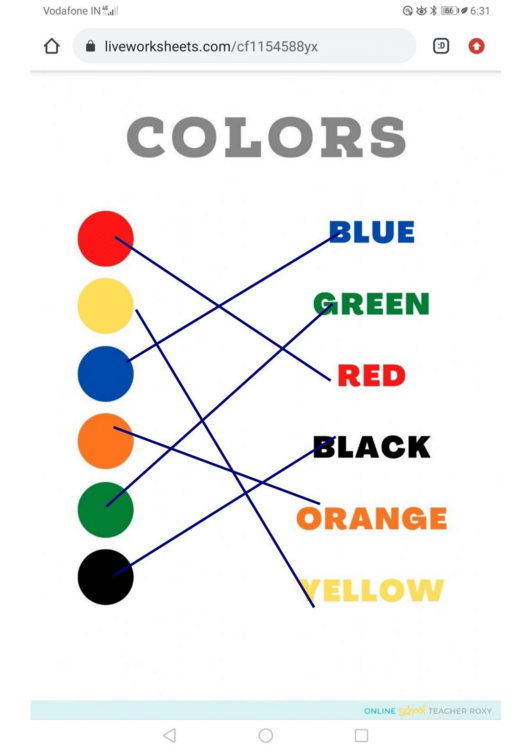 Vodafone IN 4G 66 6:31
liveworksheets.com/cf1154588yx :D
COLORS
BLUE
GREEN
RED
BLACK
ORANGE
YELLOW
ONLINE school TEACHER ROXY